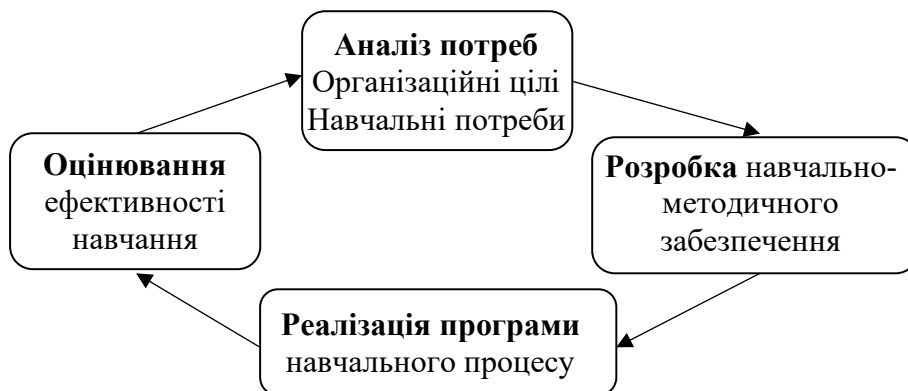 Аналіз потреб
Організаційні цілі
Навчальні потреби
Оцінювання
ефективності
навчання
Розробка навчально-
методичного
забезпечення
Реалізація програми
навчального процесу